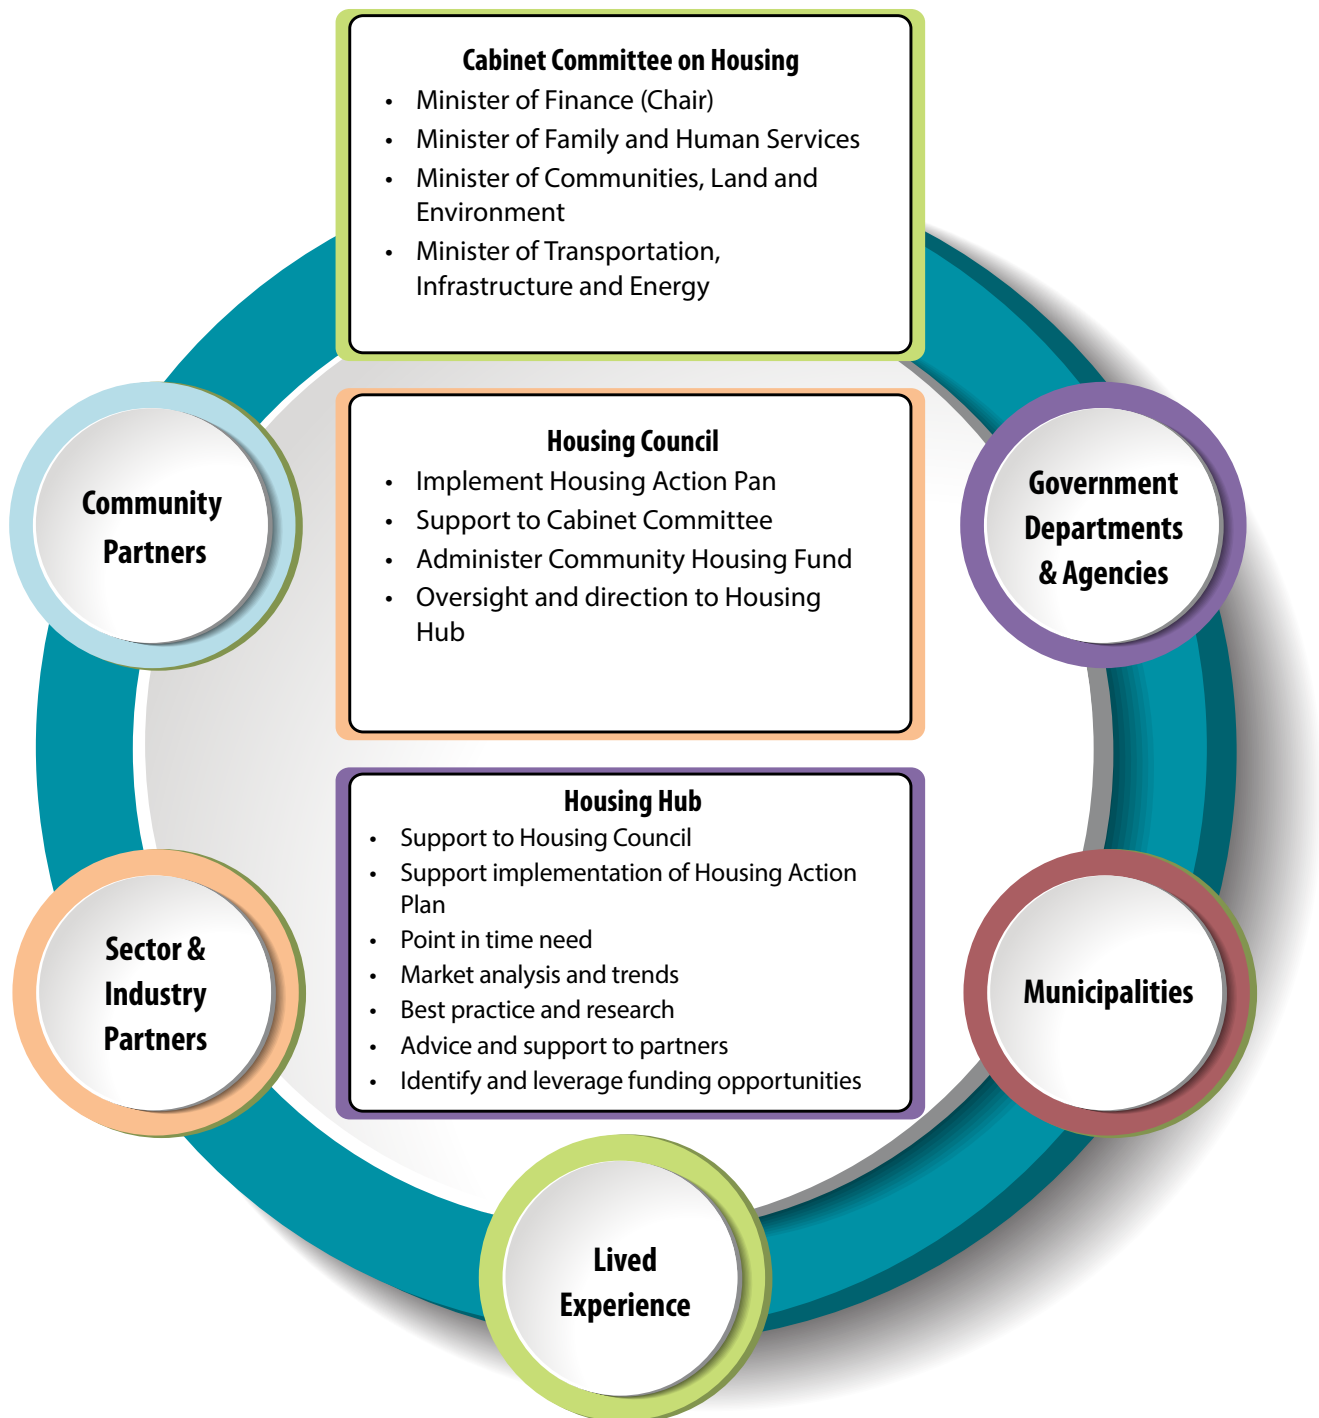 Cabinet Committee on Housing
• Minister of Finance (Chair)
• Minister of Family and Human Services
• Minister of Communities, Land and
Environment
• Minister of Transportation,
Infrastructure and Energy
Community
Partners
Housing Council
• Implement Housing Action Pan
• Support to Cabinet Committee
• Administer Community Housing Fund
• Oversight and direction to Housing
Hub
Government
Departments
& Agencies
Sector &
Industry
Partners
Housing Hub
• Support to Housing Council
• Support implementation of Housing Action
Plan
• Point in time need
• Market analysis and trends
• Best practice and research
• Advice and support to partners
• Identify and leverage funding opportunities
Municipalities
Lived
Experience